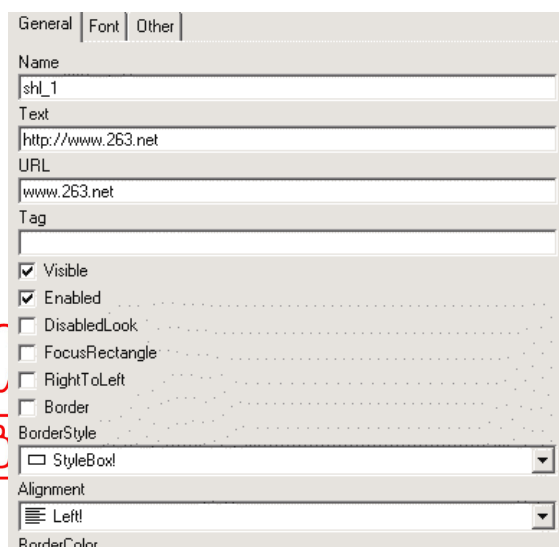 General Font Other
Name
shl_1
Text
http://www.263.net
URL
www.263.net
Tag
Visible
Enabled
DisabledLook
FocusRectangle
RightToLeft
Border
BorderStyle
StyleBox!
Alignment
Left!
BorderColor